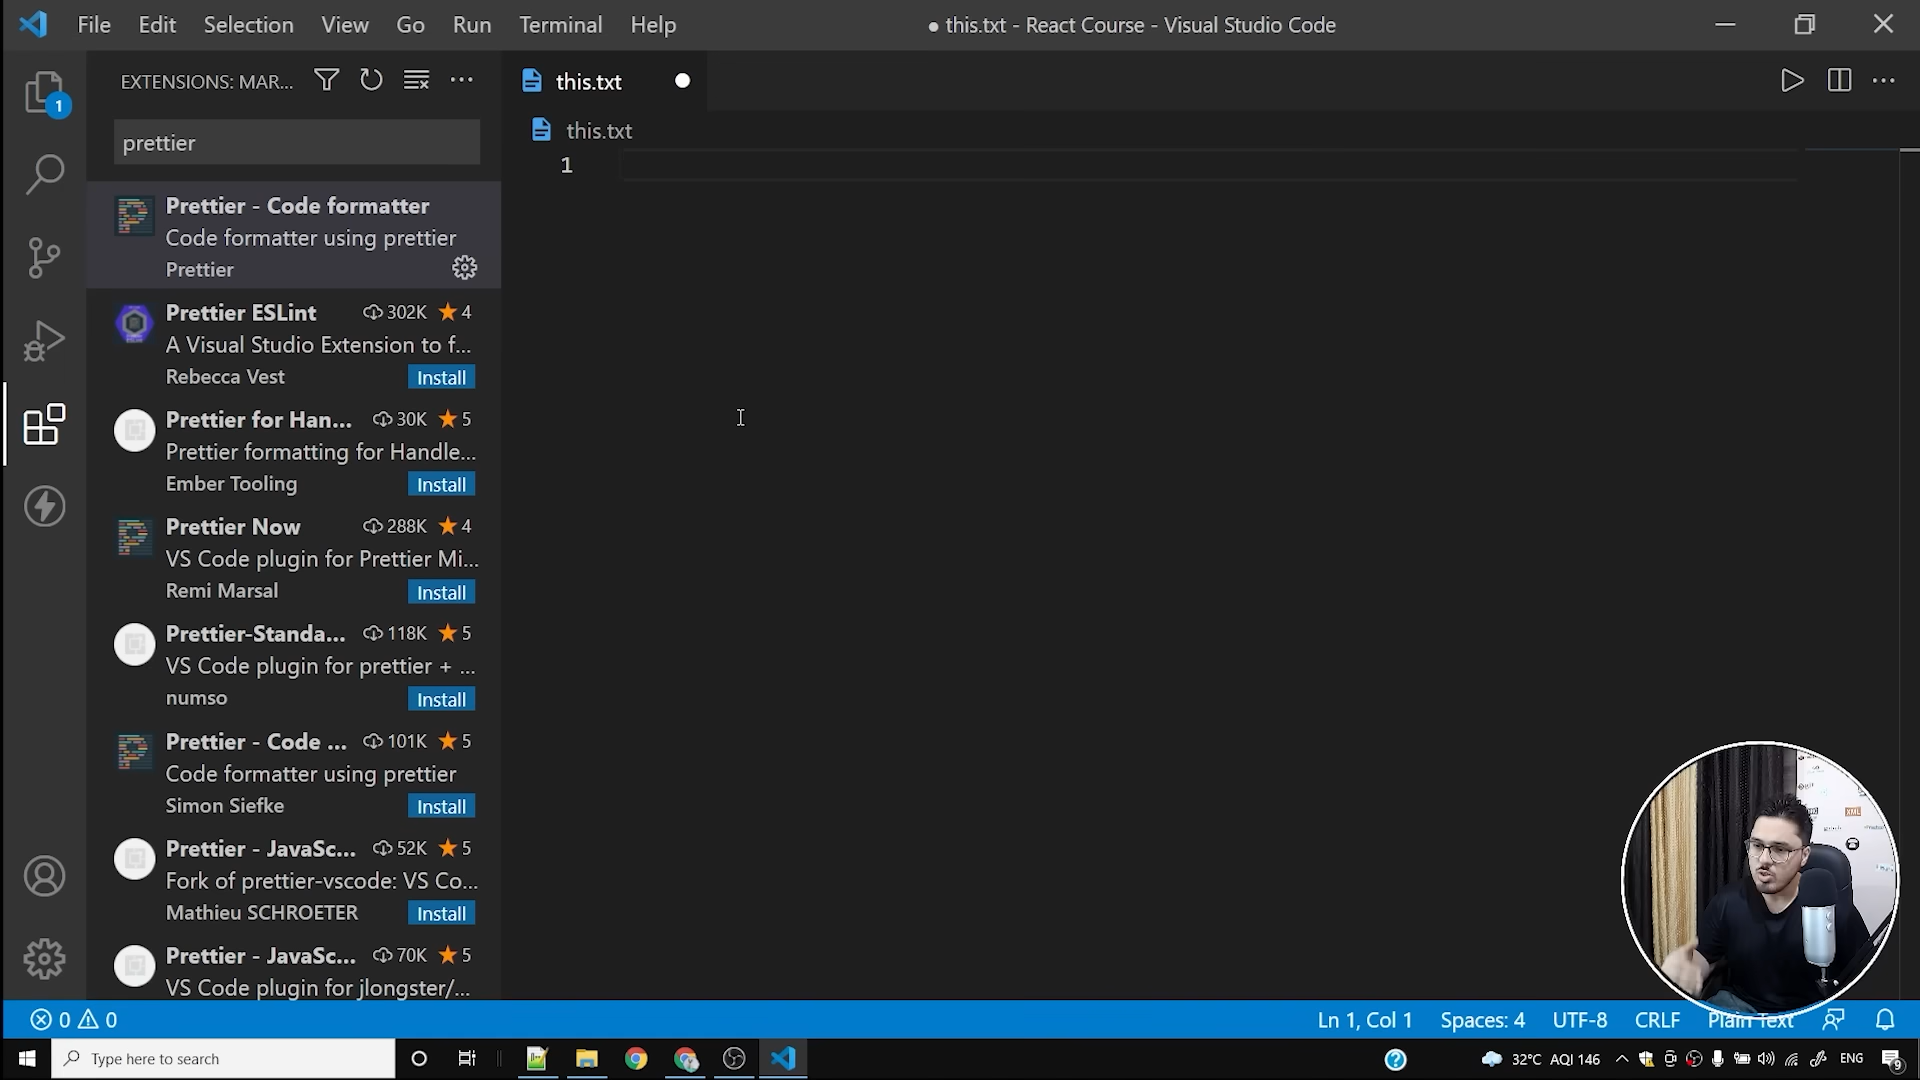 File Edit Selection View Go Run Terminal Help
● this.txt - React Course - Visual Studio Code
EXTENSIONS: MAR...
this.txt
prettier
this.txt
1
1
Prettier - Code formatter
Code formatter using prettier
Prettier
Prettier ESLint 302K ★ 4
A Visual Studio Extension to f...
Rebecca Vest Install
Prettier for Han... 30K ★ 5
Prettier formatting for Handle...
Ember Tooling Install
Prettier Now 288K ★ 4
VS Code plugin for Prettier Mi...
Remi Marsal Install
Prettier-Standa... 118K ★ 5
VS Code plugin for prettier + ...
numso Install
Prettier - Code ... 101K ★ 5
Code formatter using prettier
Simon Siefke Install
Prettier - JavaSc... 52K ★ 5
Fork of prettier-vscode: VS Co...
Mathieu SCHROETER Install
Prettier - JavaSc... 70K ★ 5
VS Code plugin for jlongster/...
0 0
Ln 1, Col 1 Spaces: 4 UTF-8 CRLF Plain Text
Type here to search
32°C AQI 146 ENG 9